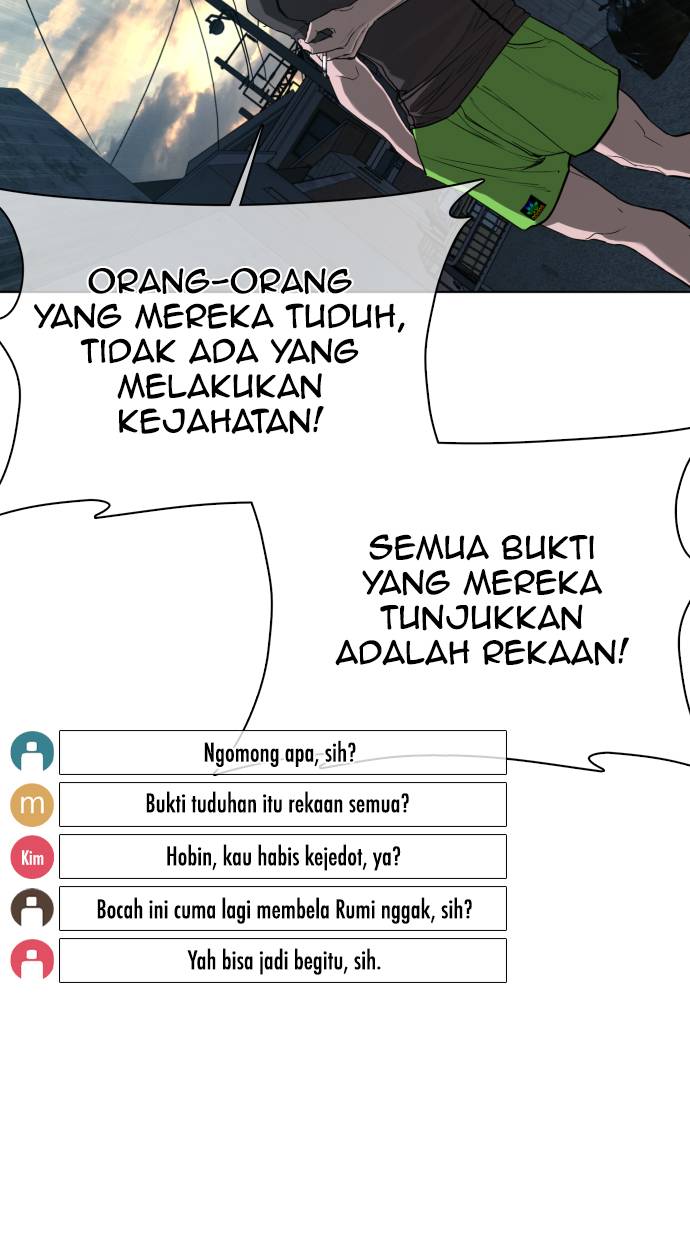 ORANG-ORANG
YANG MEREKA TUDUH,
TIDAK ADA YANG
MELAKUKAN
KEJAHATAN!
SEMUA BUKTI
YANG MEREKA
TUNJUKKAN
ADALAH REKAAN!
Ngomong apa, sih?
m
Bukti tuduhan itu rekaan semua?
Kim
Hobin, kau habis kejedot, ya?
Bocah ini cuma lagi membela Rumi nggak, sih?
Yah bisa jadi begitu, sih.